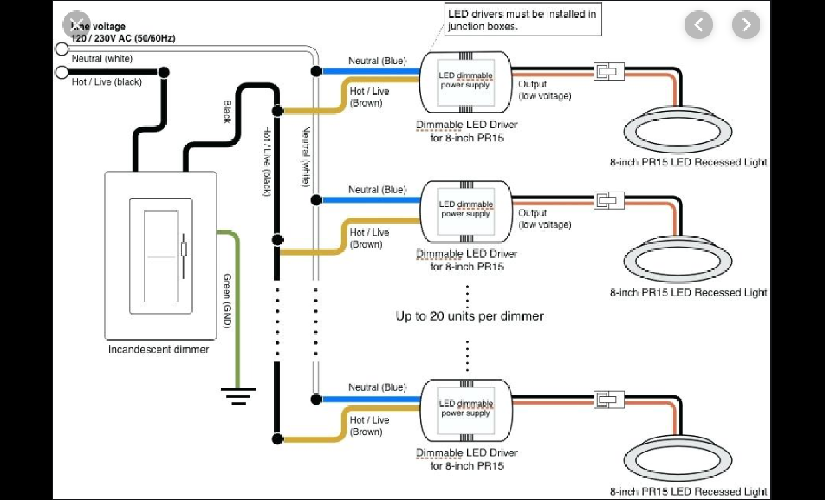 LED drivers must be installed in
junction boxes.
Line voltage
120 / 230V AC (50/60Hz)
Neutral (white)
Hot / Live (black)
Black
Hot / Live (black)
Neutral (white)
Green (GND)
Incandescent dimmer
Neutral (Blue)
Hot / Live
(Brown)
LED dimmable
power supply
Dimmable LED Driver
for 8-inch PR15
Output
(low voltage)
8-inch PR15 LED Recessed Light
Neutral (Blue)
Hot / Live
(Brown)
LED dimmable
power supply
Dimmable LED Driver
for 8-inch PR15
Output
(low voltage)
8-inch PR15 LED Recessed Light
Up to 20 units per dimmer
Neutral (Blue)
Hot / Live
(Brown)
LED dimmable
power supply
Dimmable LED Driver
for 8-inch PR15
8-inch PR15 LED Recessed Light